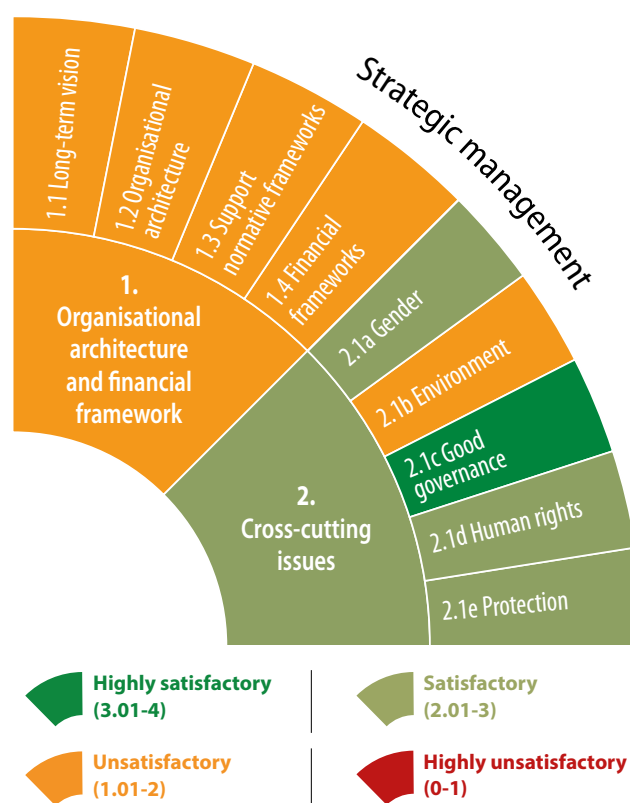 Strategic management
1.1 Long-term vision
1.2 Organisational
architecture
1.3 Support
normative frameworks
1.4 Financial
frameworks
1.
Organisational
architecture
and financial
framework
2.1a Gender
2.1b Environment
2.1c Good
governance
2.1d Human rights
2.1e Protection
2.
Cross-cutting
issues
Highly satisfactory
(3.01-4)
Satisfactory
(2.01-3)
Unsatisfactory
(1.01-2)
Highly unsatisfactory
(0-1)